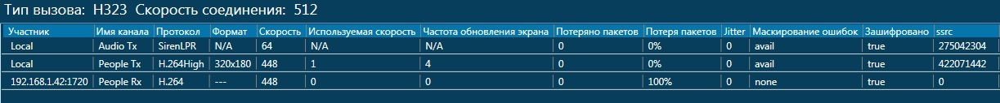 Тип вызова: H323 Скорость соединения: 512
Участник Имя канала Протокол Формат Скорость Используемая скорость Частота обновления экрана Потеряно пакетов Потеря пакетов Jitter Маскирование ошибок Зашифровано ssrc
Local Audio Tx SirenLPR N/A 64 N/A N/A 0 0% 0 avail true 275042304
Local People Tx H.264High 320x180 448 1 4 0 0% 0 avail true 422071442
192.168.1.42:1720 People Rx H.264 --- 448 0 0 0 100% 0 none true 0